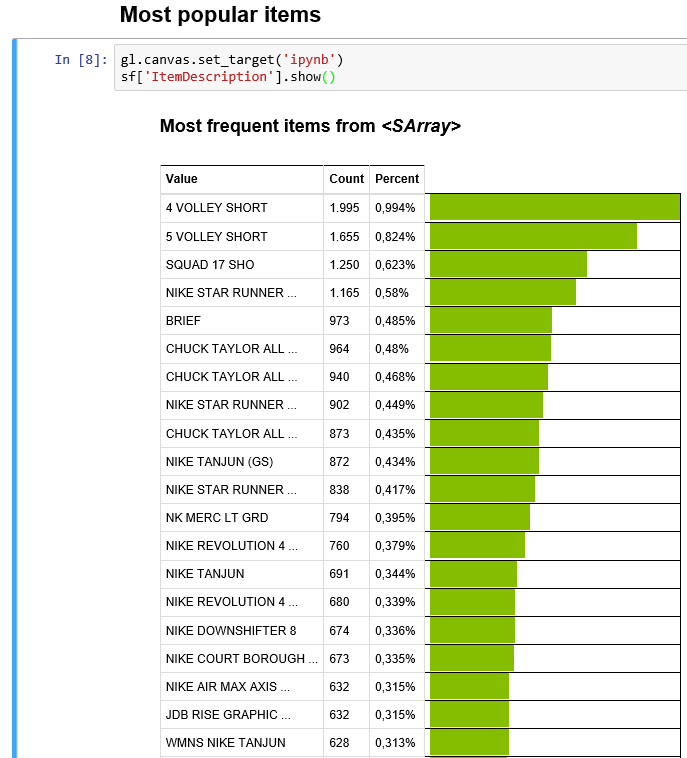 Most popular items
In [8]: gl.canvas.set_target('ipynb')
sf['ItemDescription'].show()
Most frequent items from <SArray>
Value Count Percent
4 VOLLEY SHORT 1.995 0,994%
5 VOLLEY SHORT 1.655 0,824%
SQUAD 17 SHO 1.250 0,623%
NIKE STAR RUNNER ... 1.165 0,58%
BRIEF 973 0,485%
CHUCK TAYLOR ALL ... 964 0,48%
CHUCK TAYLOR ALL ... 940 0,468%
NIKE STAR RUNNER ... 902 0,449%
CHUCK TAYLOR ALL ... 873 0,435%
NIKE TANJUN (GS) 872 0,434%
NIKE STAR RUNNER ... 838 0,417%
NK MERC LT GRD 794 0,395%
NIKE REVOLUTION 4 ... 760 0,379%
NIKE TANJUN 691 0,344%
NIKE REVOLUTION 4 ... 680 0,339%
NIKE DOWNSHIFTER 8 674 0,336%
NIKE COURT BOROUGH ... 673 0,335%
NIKE AIR MAX AXIS ... 632 0,315%
JDB RISE GRAPHIC ... 632 0,315%
WMNS NIKE TANJUN 628 0,313%